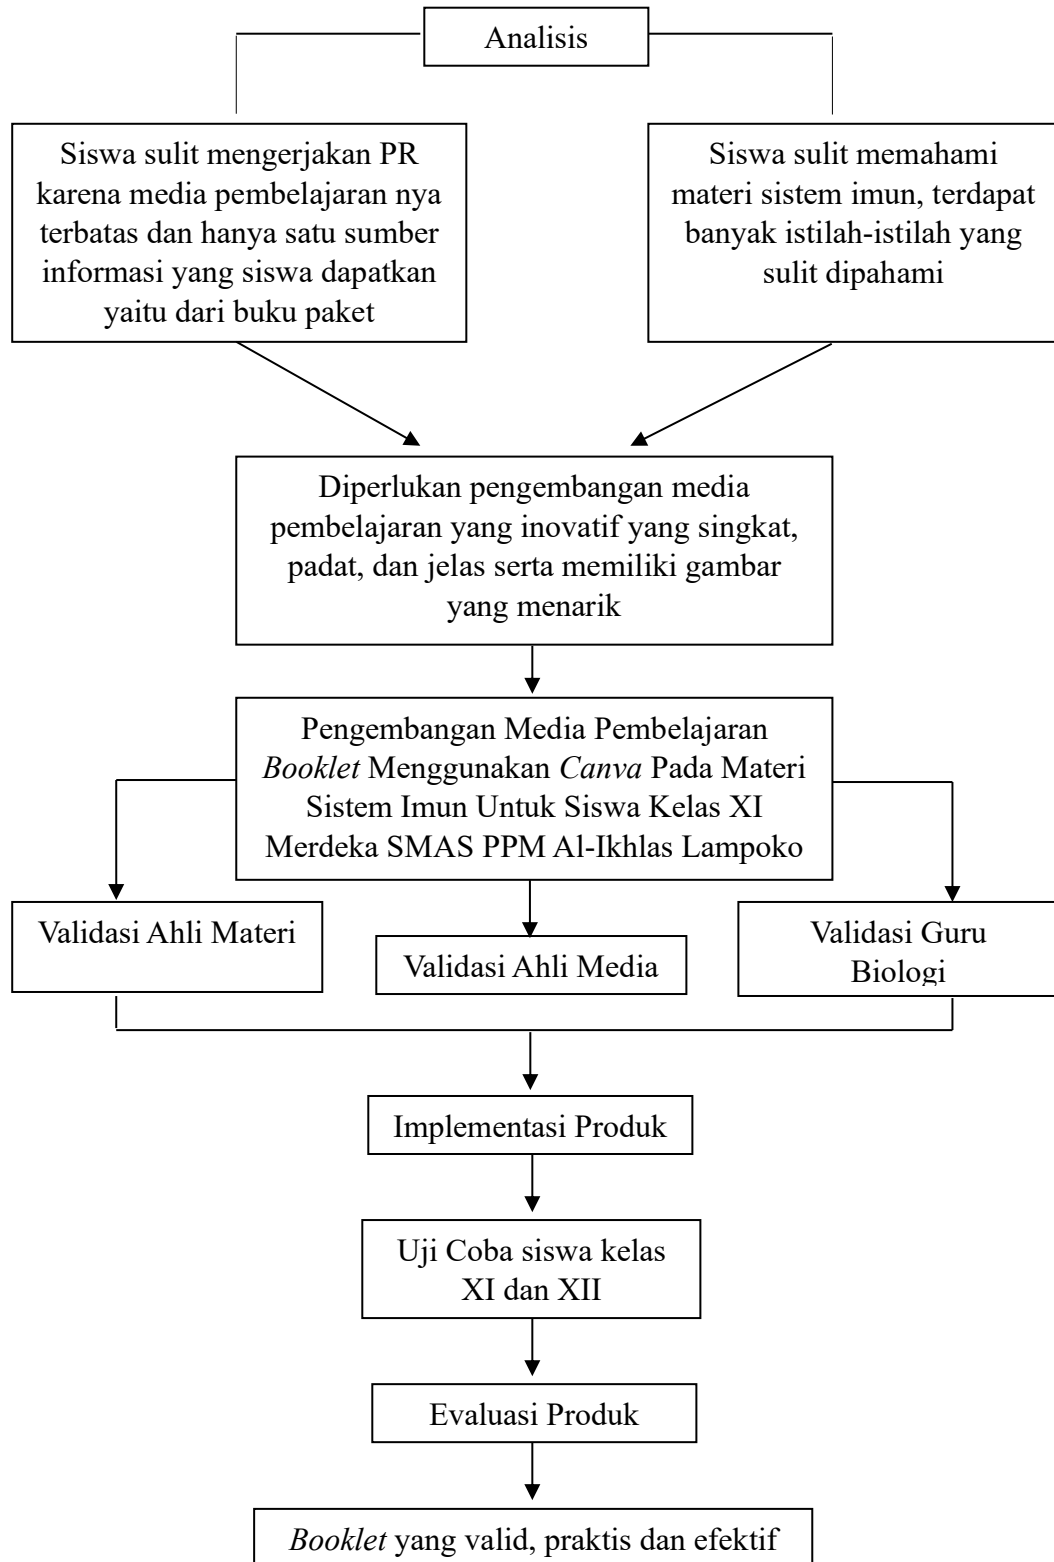 Analisis
Siswa sulit mengerjakan PR
karena media pembelajaran nya
terbatas dan hanya satu sumber
informasi yang siswa dapatkan
yaitu dari buku paket
Siswa sulit memahami
materi sistem imun, terdapat
banyak istilah-istilah yang
sulit dipahami
Diperlukan pengembangan media
pembelajaran yang inovatif yang singkat,
padat, dan jelas serta memiliki gambar
yang menarik
Pengembangan Media Pembelajaran
Booklet Menggunakan Canva Pada Materi
Sistem Imun Untuk Siswa Kelas XI
Merdeka SMAS PPM Al-Ikhlas Lampoko
Validasi Ahli Materi
Validasi Ahli Media
Validasi Guru
Biologi
Implementasi Produk
Uji Coba siswa kelas
XI dan XII
Evaluasi Produk
Booklet yang valid, praktis dan efektif